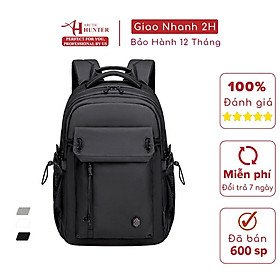 ARCTIC
HUNTER
PERFECT FOR YOU,
PROFESSIONAL BY US
Giao Nhanh 2H
Bảo Hành 12 Tháng
100%
Đánh giá
Miễn phí
Đổi trả 7 ngày
Đã bán
600 sp